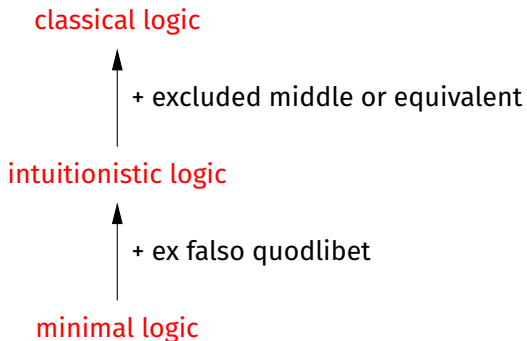 classical logic
+ excluded middle or equivalent
intuitionistic logic
+ ex falso quodlibet
minimal logic